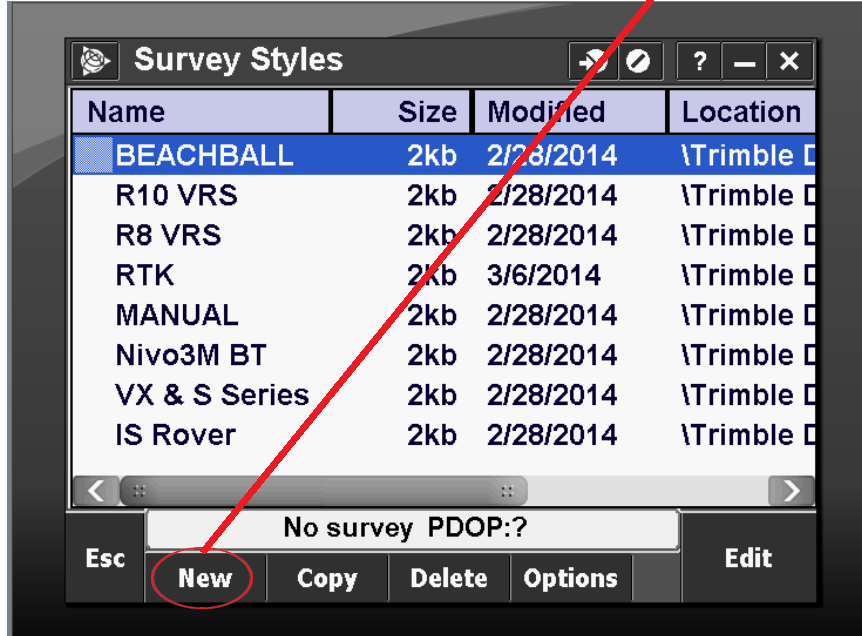 Survey Styles ?
Name Size Modified Location
BEACHBALL 2kb 2/28/2014 \Trimble D
R10 VRS 2kb 2/28/2014 \Trimble D
R8 VRS 2kb 2/28/2014 \Trimble D
RTK 2kb 3/6/2014 \Trimble D
MANUAL 2kb 2/28/2014 \Trimble D
Nivo3M BT 2kb 2/28/2014 \Trimble D
VX & S Series 2kb 2/28/2014 \Trimble D
IS Rover 2kb 2/28/2014 \Trimble D
No survey PDOP:?
Esc New Copy Delete Options Edit